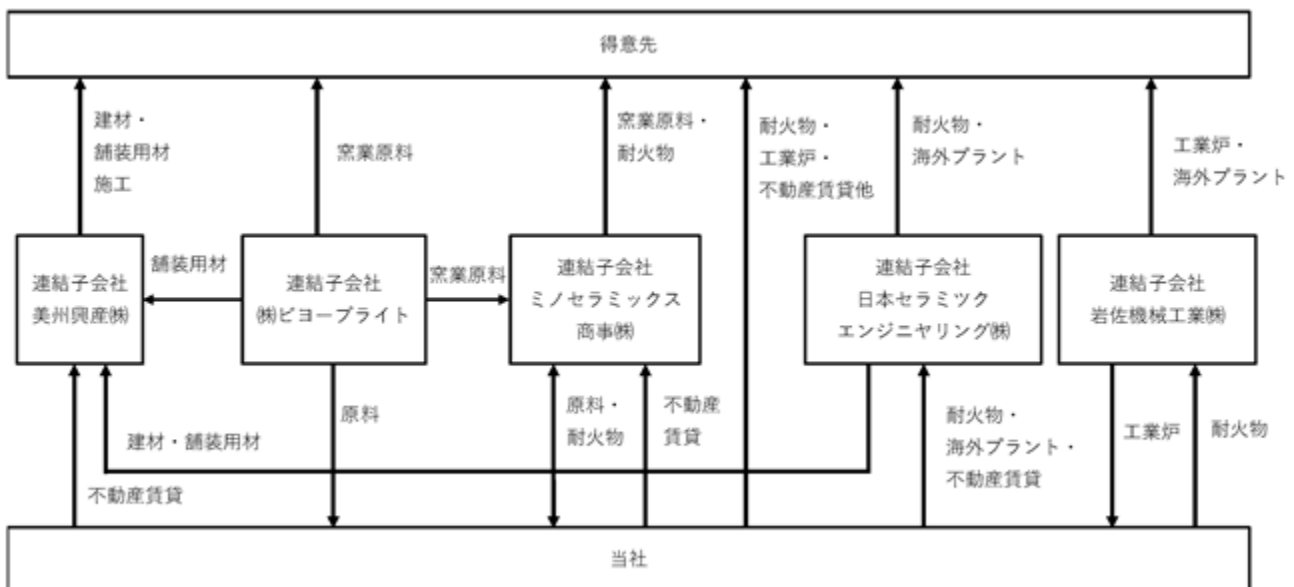 得意先
建材・
舗装用材
施工
窯業原料
窯業原料・
耐火物
耐火物・
工業炉・
不動産賃貸他
耐火物・
海外プラント
工業炉・
海外プラント
連結子会社
美州興産㈱
舗装用材
連結子会社
㈱ビヨーブライト
窯業原料
連結子会社
ミノセラミックス
商事㈱
連結子会社
日本セラミツク
エンジニヤリング㈱
連結子会社
岩佐機械工業㈱
不動産賃貸
建材・舗装用材
原料
原料・
耐火物
不動産
賃貸
耐火物・
海外プラント・
不動産賃貸
工業炉
耐火物
当社